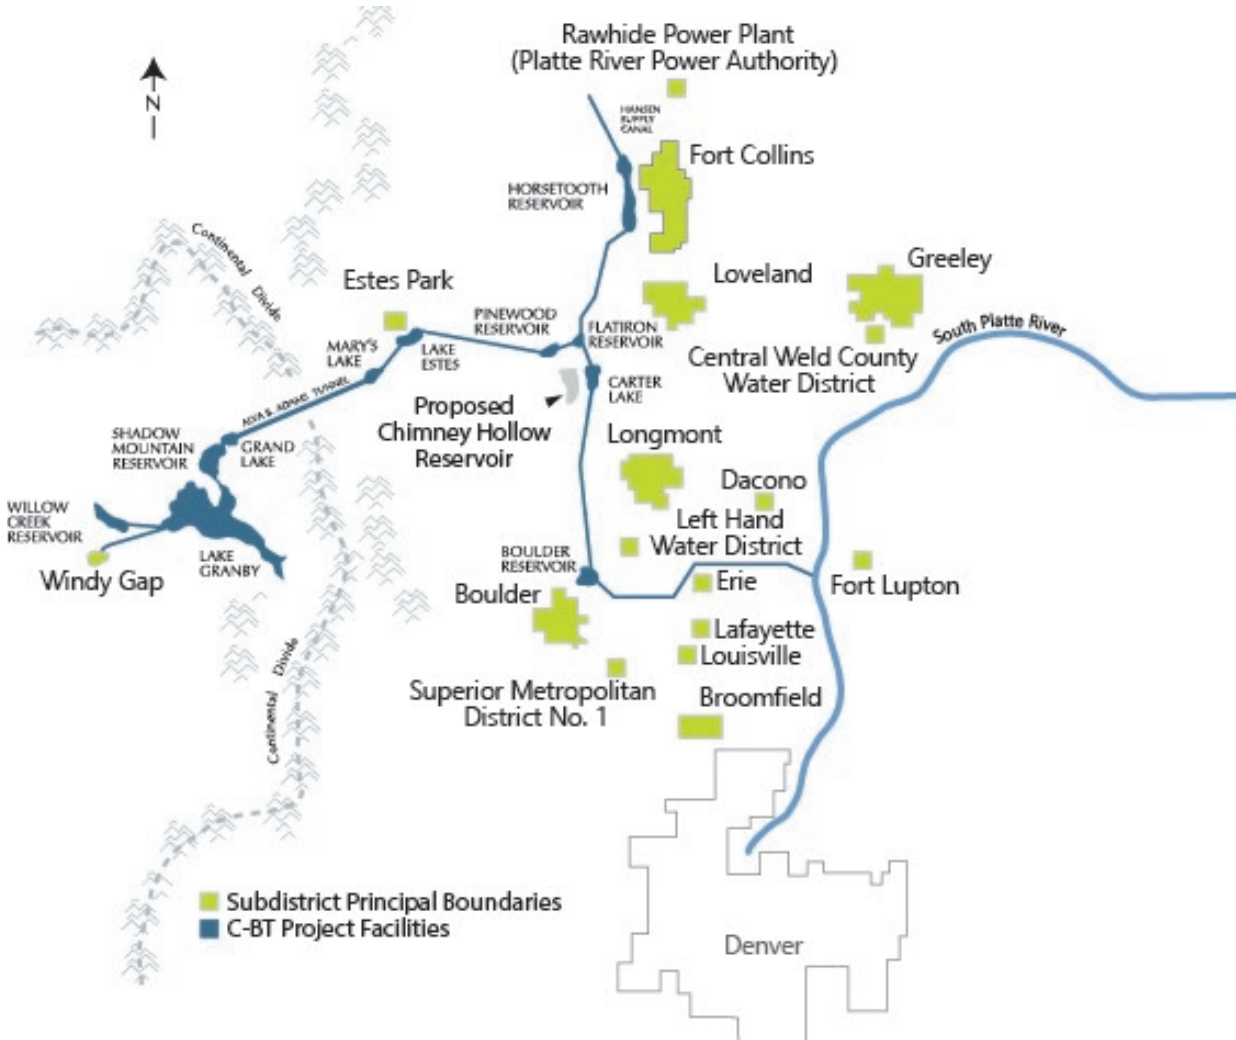 Rawhide Power Plant
(Platte River Power Authority)
N
HANSEN
SUPPLY
CANAL
Fort Collins
HORSETOOTH
RESERVOIR
Continental Divide
Greeley
Loveland
Estes Park
PINEWOOD
RESERVOIR
FLATIRON
RESERVOIR
South Platte River
MARY'S
LAKE
LAKE
ESTES
Central Weld County
Water District
CARTER
LAKE
ALVA B. ADAMS TUNNEL
Proposed
Chimney Hollow
Reservoir
SHADOW
MOUNTAIN
RESERVOIR
GRAND
LAKE
Longmont
Dacono
WILLOW
CREEK
RESERVOIR
Left Hand
Water District
LAKE
GRANBY
BOULDER
RESERVOIR
Windy Gap
Boulder
Erie
Fort Lupton
Lafayette
Louisville
Continental Divide
Superior Metropolitan
District No. 1
Broomfield
Subdistrict Principal Boundaries
C-BT Project Facilities
Denver